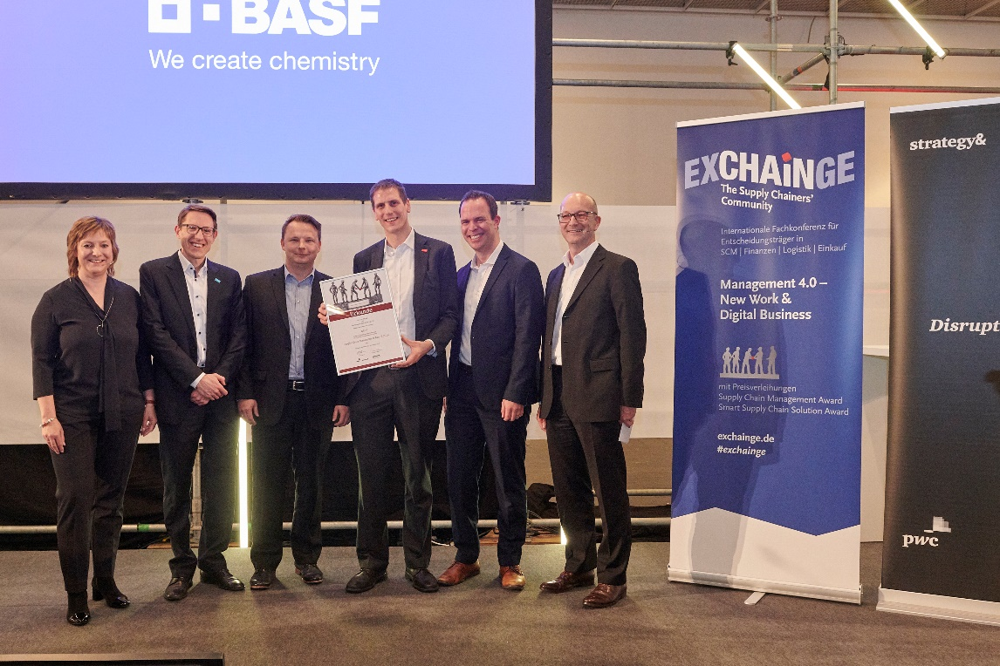 BASF
We create chemistry
Urkunde
EXCHAiNGE
The Supply Chainers'
Community
Internationale Fachkonferenz für
Entscheidungsträger in
SCM | Finanzen | Logistik | Einkauf
Management 4.0 –
New Work &
Digital Business
mit Preisverleihungen
Supply Chain Management Award
Smart Supply Chain Solution Award
exchainge.de
#exchainge
strategy&
Disrupt
pwc